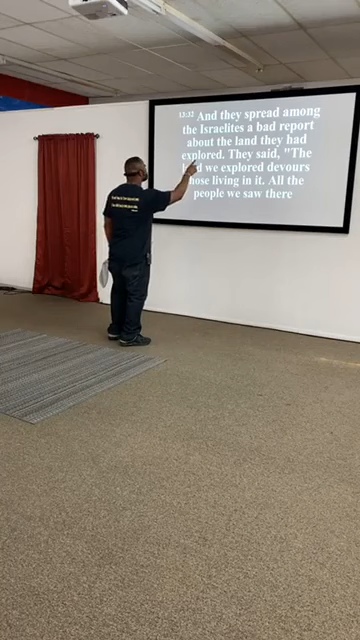 13:32 And they spread among
the Israelites a bad report
about the land they had
explored. They said, "The
we explored devours
those living in it. All the
people we saw there